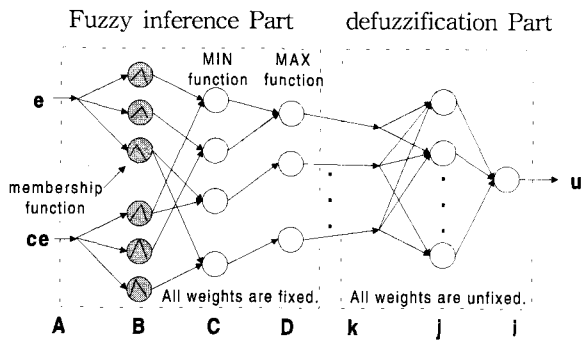 Fuzzy inference Part
defuzzification Part
MIN
function
MAX
function
e
membership
function
ce
u
All weights are fixed.
All weights are unfixed.
A B C D k j i